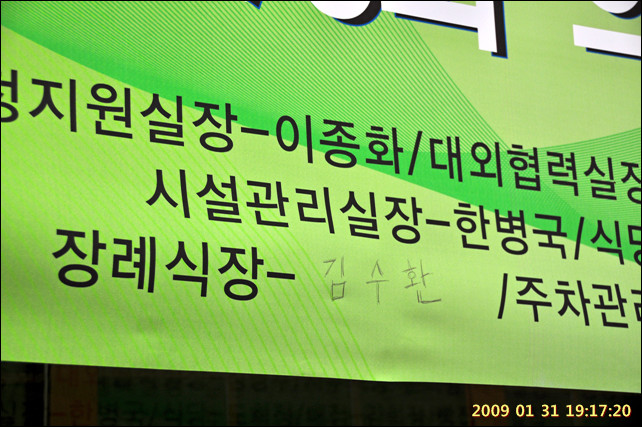 정지원실장-이종화/대외협력실장
시설관리실장-한병국/식당
장례식장- 김수환 /주차관리
2009 01 31 19:17:20